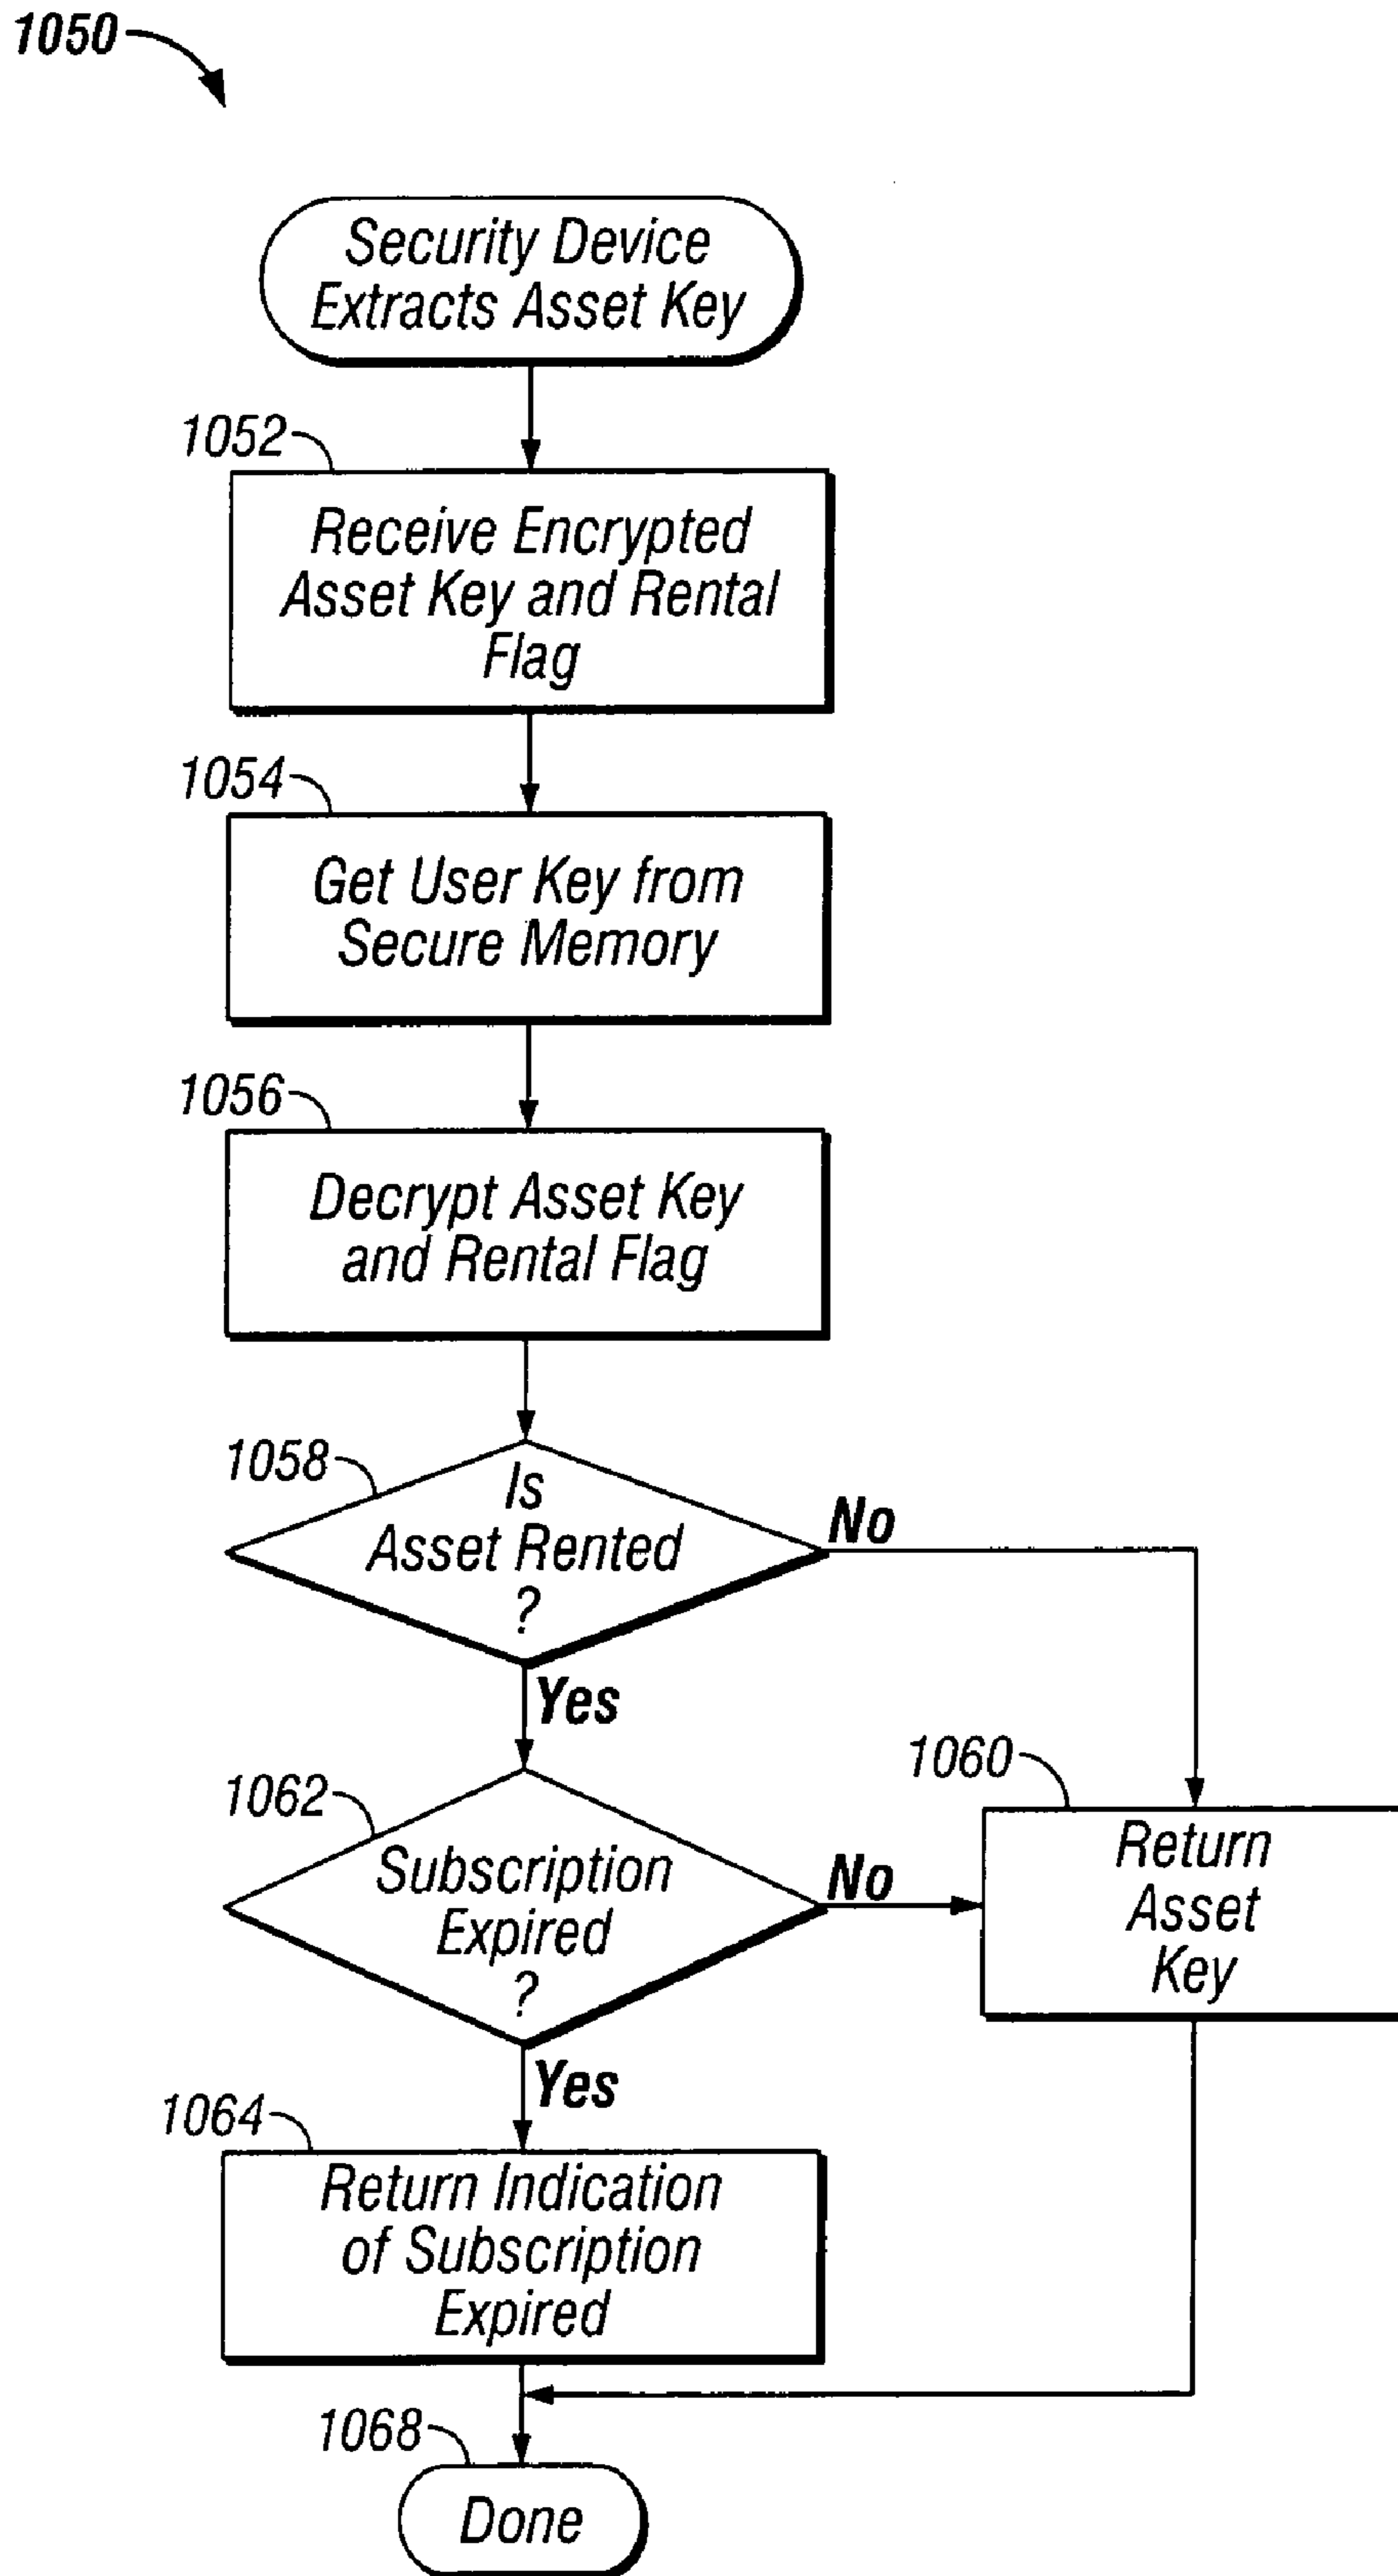 1050
Security Device
Extracts Asset Key
1052
Receive Encrypted
Asset Key and Rental
Flag
1054
Get User Key from
Secure Memory
1056
Decrypt Asset Key
and Rental Flag
1058
Is
Asset Rented
?
No
Yes
1060
Return
Asset
Key
1062
Subscription
Expired
?
No
Yes
1064
Return Indication
of Subscription
Expired
1068
Done